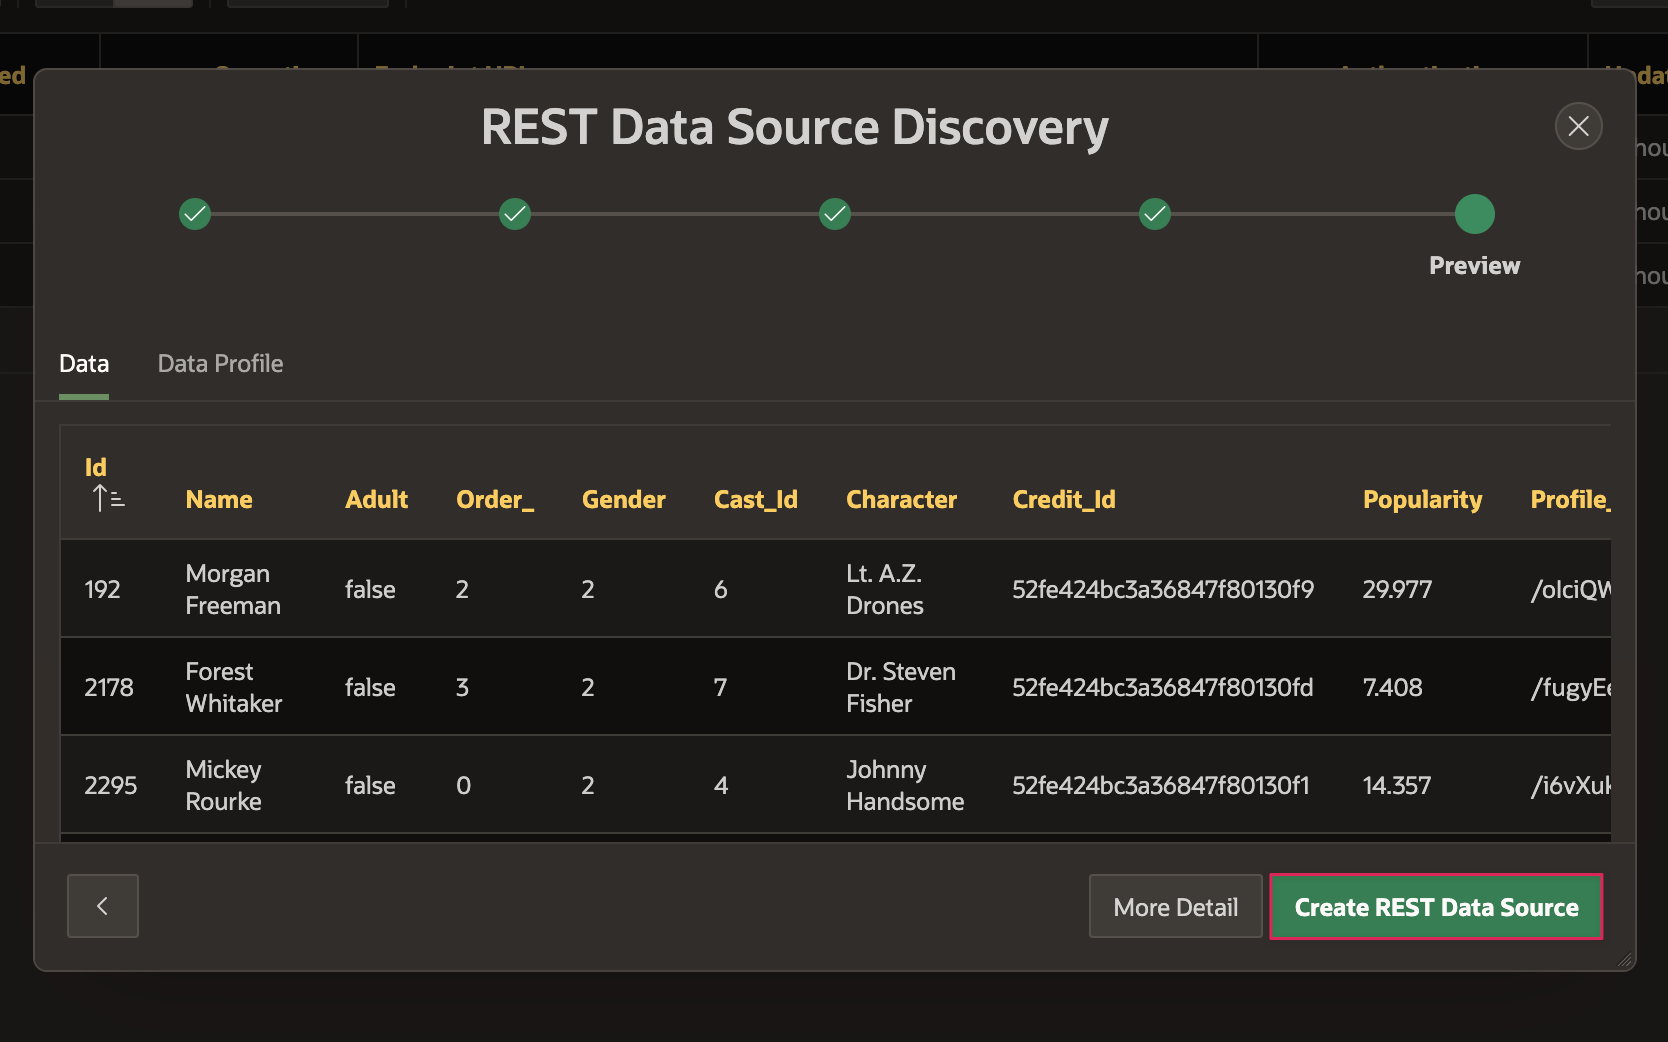 REST Data Source Discovery
Preview
Data Data Profile
Id
Name Adult Order_ Gender Cast_Id Character Credit_Id Popularity Profile_
192 Morgan Freeman false 2 2 6 Lt. A.Z. Drones 52fe424bc3a36847f80130f9 29.977 /olciQW
2178 Forest Whitaker false 3 2 7 Dr. Steven Fisher 52fe424bc3a36847f80130fd 7.408 /fugyEe
2295 Mickey Rourke false 0 2 4 Johnny Handsome 52fe424bc3a36847f80130f1 14.357 /i6vXuk
More Detail Create REST Data Source